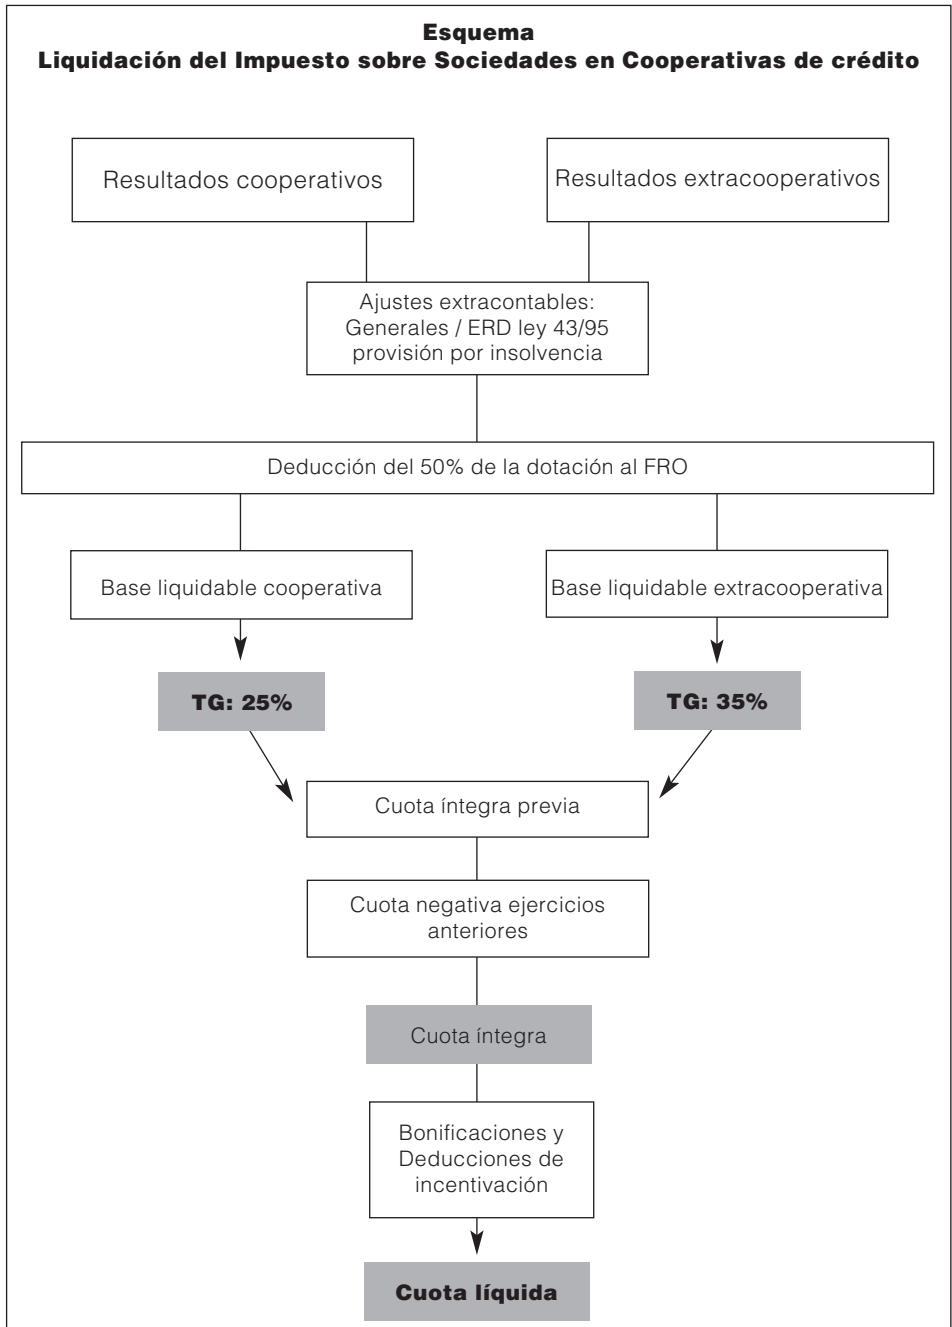 Esquema
Liquidación del Impuesto sobre Sociedades en Cooperativas de crédito
Resultados cooperativos
Resultados extracooperativos
Ajustes extracontables:
Generales / ERD ley 43/95
provisión por insolvencia
Deducción del 50% de la dotación al FRO
Base liquidable cooperativa
Base liquidable extracooperativa
TG: 25%
TG: 35%
Cuota íntegra previa
Cuota negativa ejercicios
anteriores
Cuota íntegra
Bonificaciones y
Deducciones de
incentivación
Cuota líquida